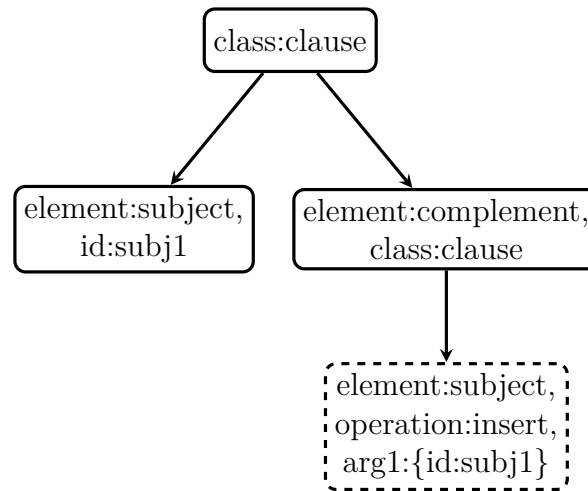 class:clause
element:subject,
id:subj1
element:complement,
class:clause
element:subject,
operation:insert,
arg1:{id:subj1}